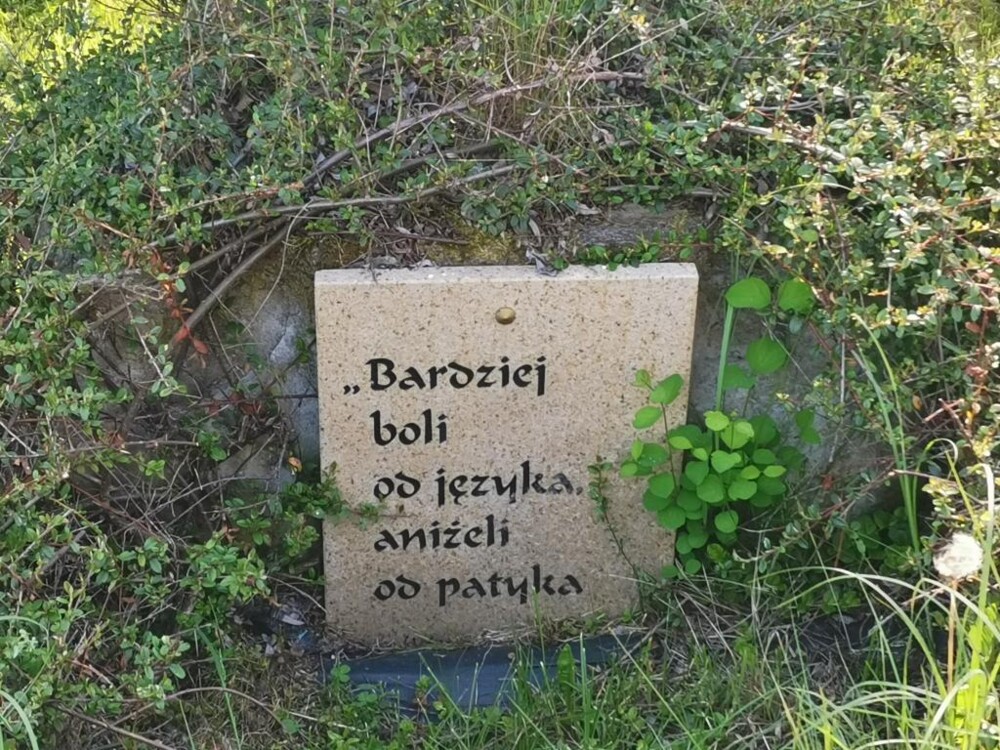 „Bardziej
boli
od języka,
aniżeli
od patyka